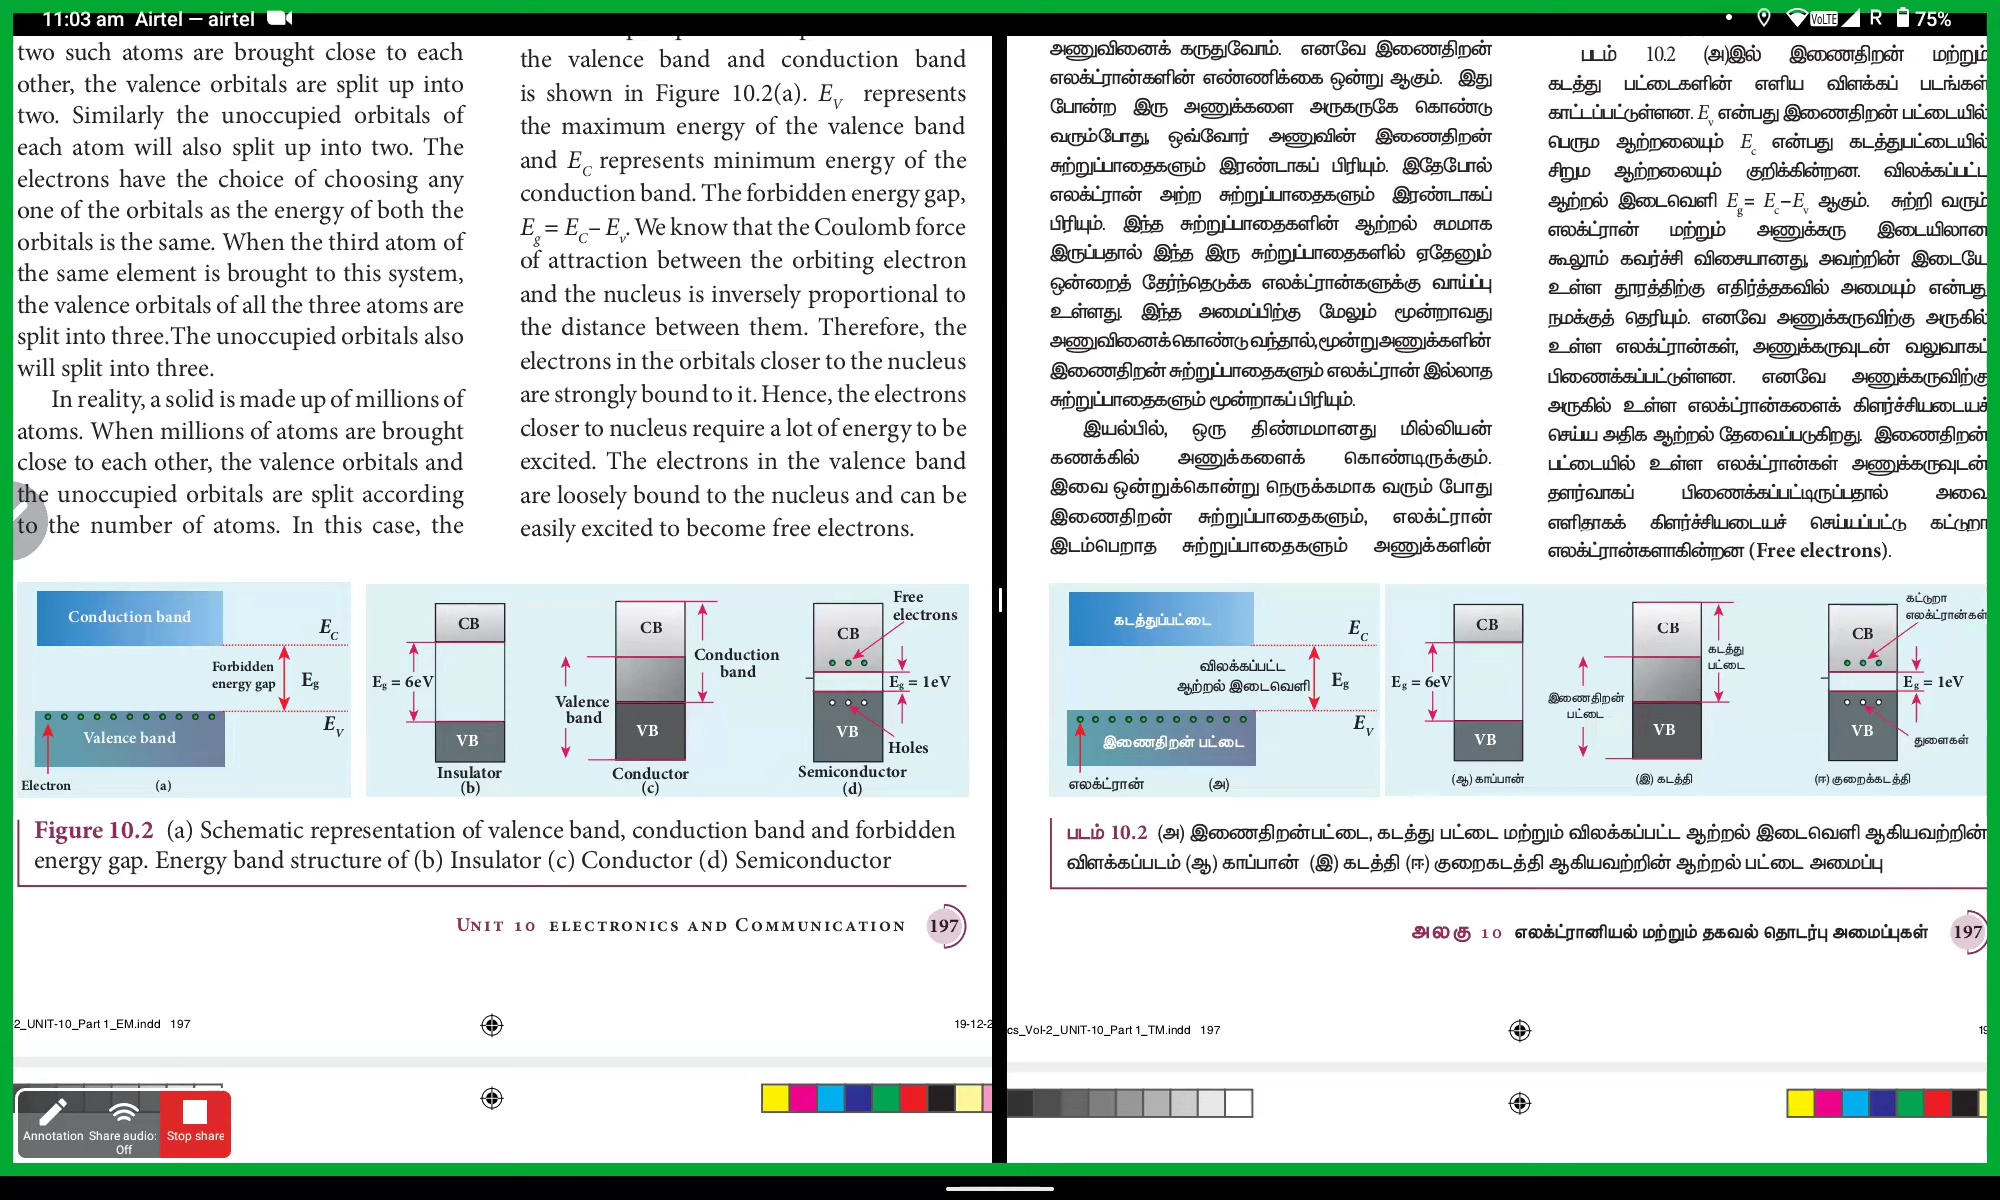 11:03 am Airtel — airtel
VoLTE R 75%
two such atoms are brought close to each
other, the valence orbitals are split up into
two. Similarly the unoccupied orbitals of
each atom will also split up into two. The
electrons have the choice of choosing any
one of the orbitals as the energy of both the
orbitals is the same. When the third atom of
the same element is brought to this system,
the valence orbitals of all the three atoms are
split into three.The unoccupied orbitals also
will split into three.
In reality, a solid is made up of millions of
atoms. When millions of atoms are brought
close to each other, the valence orbitals and
the unoccupied orbitals are split according
to the number of atoms. In this case, the
the valence band and conduction band
is shown in Figure 10.2(a). E_V represents
the maximum energy of the valence band
and E_C represents minimum energy of the
conduction band. The forbidden energy gap,
E_g = E_C – E_v. We know that the Coulomb force
of attraction between the orbiting electron
and the nucleus is inversely proportional to
the distance between them. Therefore, the
electrons in the orbitals closer to the nucleus
are strongly bound to it. Hence, the electrons
closer to nucleus require a lot of energy to be
excited. The electrons in the valence band
are loosely bound to the nucleus and can be
easily excited to become free electrons.
Conduction band
E_C
Forbidden
energy gap
E_g
E_V
Valence band
Electron
(a)
CB
E_g = 6eV
VB
Insulator
(b)
CB
Conduction
band
Valence
band
VB
Conductor
(c)
Free
electrons
CB
E_g = 1eV
VB
Holes
Semiconductor
(d)
Figure 10.2 (a) Schematic representation of valence band, conduction band and forbidden
energy gap. Energy band structure of (b) Insulator (c) Conductor (d) Semiconductor
UNIT 10 ELECTRONICS AND COMMUNICATION 197
2_UNIT-10_Part 1_EM.indd 197
19-12-2
அணுவினைக் கருதுவோம். எனவே இணைதிறன்
எலக்ட்ரான்களின் எண்ணிக்கை ஒன்று ஆகும். இது
போன்ற இரு அணுக்களை அருகருகே கொண்டு
வரும்போது, ஒவ்வோர் அணுவின் இணைதிறன்
சுற்றுப்பாதைகளும் இரண்டாகப் பிரியும். இதேபோல்
எலக்ட்ரான் அற்ற சுற்றுப்பாதைகளும் இரண்டாகப்
பிரியும். இந்த சுற்றுப்பாதைகளின் ஆற்றல் சமமாக
இருப்பதால் இந்த இரு சுற்றுப்பாதைகளில் ஏதேனும்
ஒன்றைத் தேர்ந்தெடுக்க எலக்ட்ரான்களுக்கு வாய்ப்பு
உள்ளது. இந்த அமைப்பிற்கு மேலும் மூன்றாவது
அணுவினைக் கொண்டு வந்தால், மூன்று அணுக்களின்
இணைதிறன் சுற்றுப்பாதைகளும் எலக்ட்ரான் இல்லாத
சுற்றுப்பாதைகளும் மூன்றாகப் பிரியும்.
இயல்பில், ஒரு திண்மமானது மில்லியன்
கணக்கில் அணுக்களைக் கொண்டிருக்கும்.
இவை ஒன்றுக்கொன்று நெருக்கமாக வரும் போது
இணைதிறன் சுற்றுப்பாதைகளும், எலக்ட்ரான்
இடம்பெறாத சுற்றுப்பாதைகளும் அணுக்களின்
படம் 10.2 (அ)இல் இணைதிறன் மற்றும்
கடத்து பட்டைகளின் எளிய விளக்கப் படங்கள்
காட்டப்பட்டுள்ளன. E_v என்பது இணைதிறன் பட்டையில்
பெரும ஆற்றலையும் E_c என்பது கடத்துபட்டையில்
சிறும ஆற்றலையும் குறிக்கின்றன. விலக்கப்பட்ட
ஆற்றல் இடைவெளி E_g = E_c–E_v ஆகும். சுற்றி வரும்
எலக்ட்ரான் மற்றும் அணுக்கரு இடையிலான
கூலூம் கவர்ச்சி விசையானது, அவற்றின் இடையே
உள்ள தூரத்திற்கு எதிர்த்தகவில் அமையும் என்பது
நமக்குத் தெரியும். எனவே அணுக்கருவிற்கு அருகில்
உள்ள எலக்ட்ரான்கள், அணுக்கருவுடன் வலுவாகப்
பிணைக்கப்பட்டுள்ளன. எனவே அணுக்கருவிற்கு
அருகில் உள்ள எலக்ட்ரான்களைக் கிளர்ச்சியடையச்
செய்ய அதிக ஆற்றல் தேவைப்படுகிறது. இணைதிறன்
பட்டையில் உள்ள எலக்ட்ரான்கள் அணுக்கருவுடன்
தளர்வாகப் பிணைக்கப்பட்டிருப்பதால் அவை
எளிதாகக் கிளர்ச்சியடையச் செய்யப்பட்டு கட்டுறா
எலக்ட்ரான்களாகின்றன (Free electrons).
கடத்துப்பட்டை
E_C
விலக்கப்பட்ட
ஆற்றல் இடைவெளி
E_g
E_V
இணைதிறன் பட்டை
எலக்ட்ரான்
(அ)
CB
E_g = 6eV
VB
(ஆ) காப்பான்
CB
கடத்து
பட்டை
இணைதிறன்
பட்டை
VB
(இ) கடத்தி
கட்டுறா
எலக்ட்ரான்கள்
CB
E_g = 1eV
VB
துளைகள்
(ஈ) குறைக்கடத்தி
படம் 10.2 (அ) இணைதிறன்பட்டை, கடத்து பட்டை மற்றும் விலக்கப்பட்ட ஆற்றல் இடைவெளி ஆகியவற்றின்
விளக்கப்படம் (ஆ) காப்பான் (இ) கடத்தி (ஈ) குறைகடத்தி ஆகியவற்றின் ஆற்றல் பட்டை அமைப்பு
அலகு 10 எலக்ட்ரானியல் மற்றும் தகவல் தொடர்பு அமைப்புகள் 197
cs_Vol-2_UNIT-10_Part 1_TM.indd 197
Annotation
Share audio:
Off
Stop share